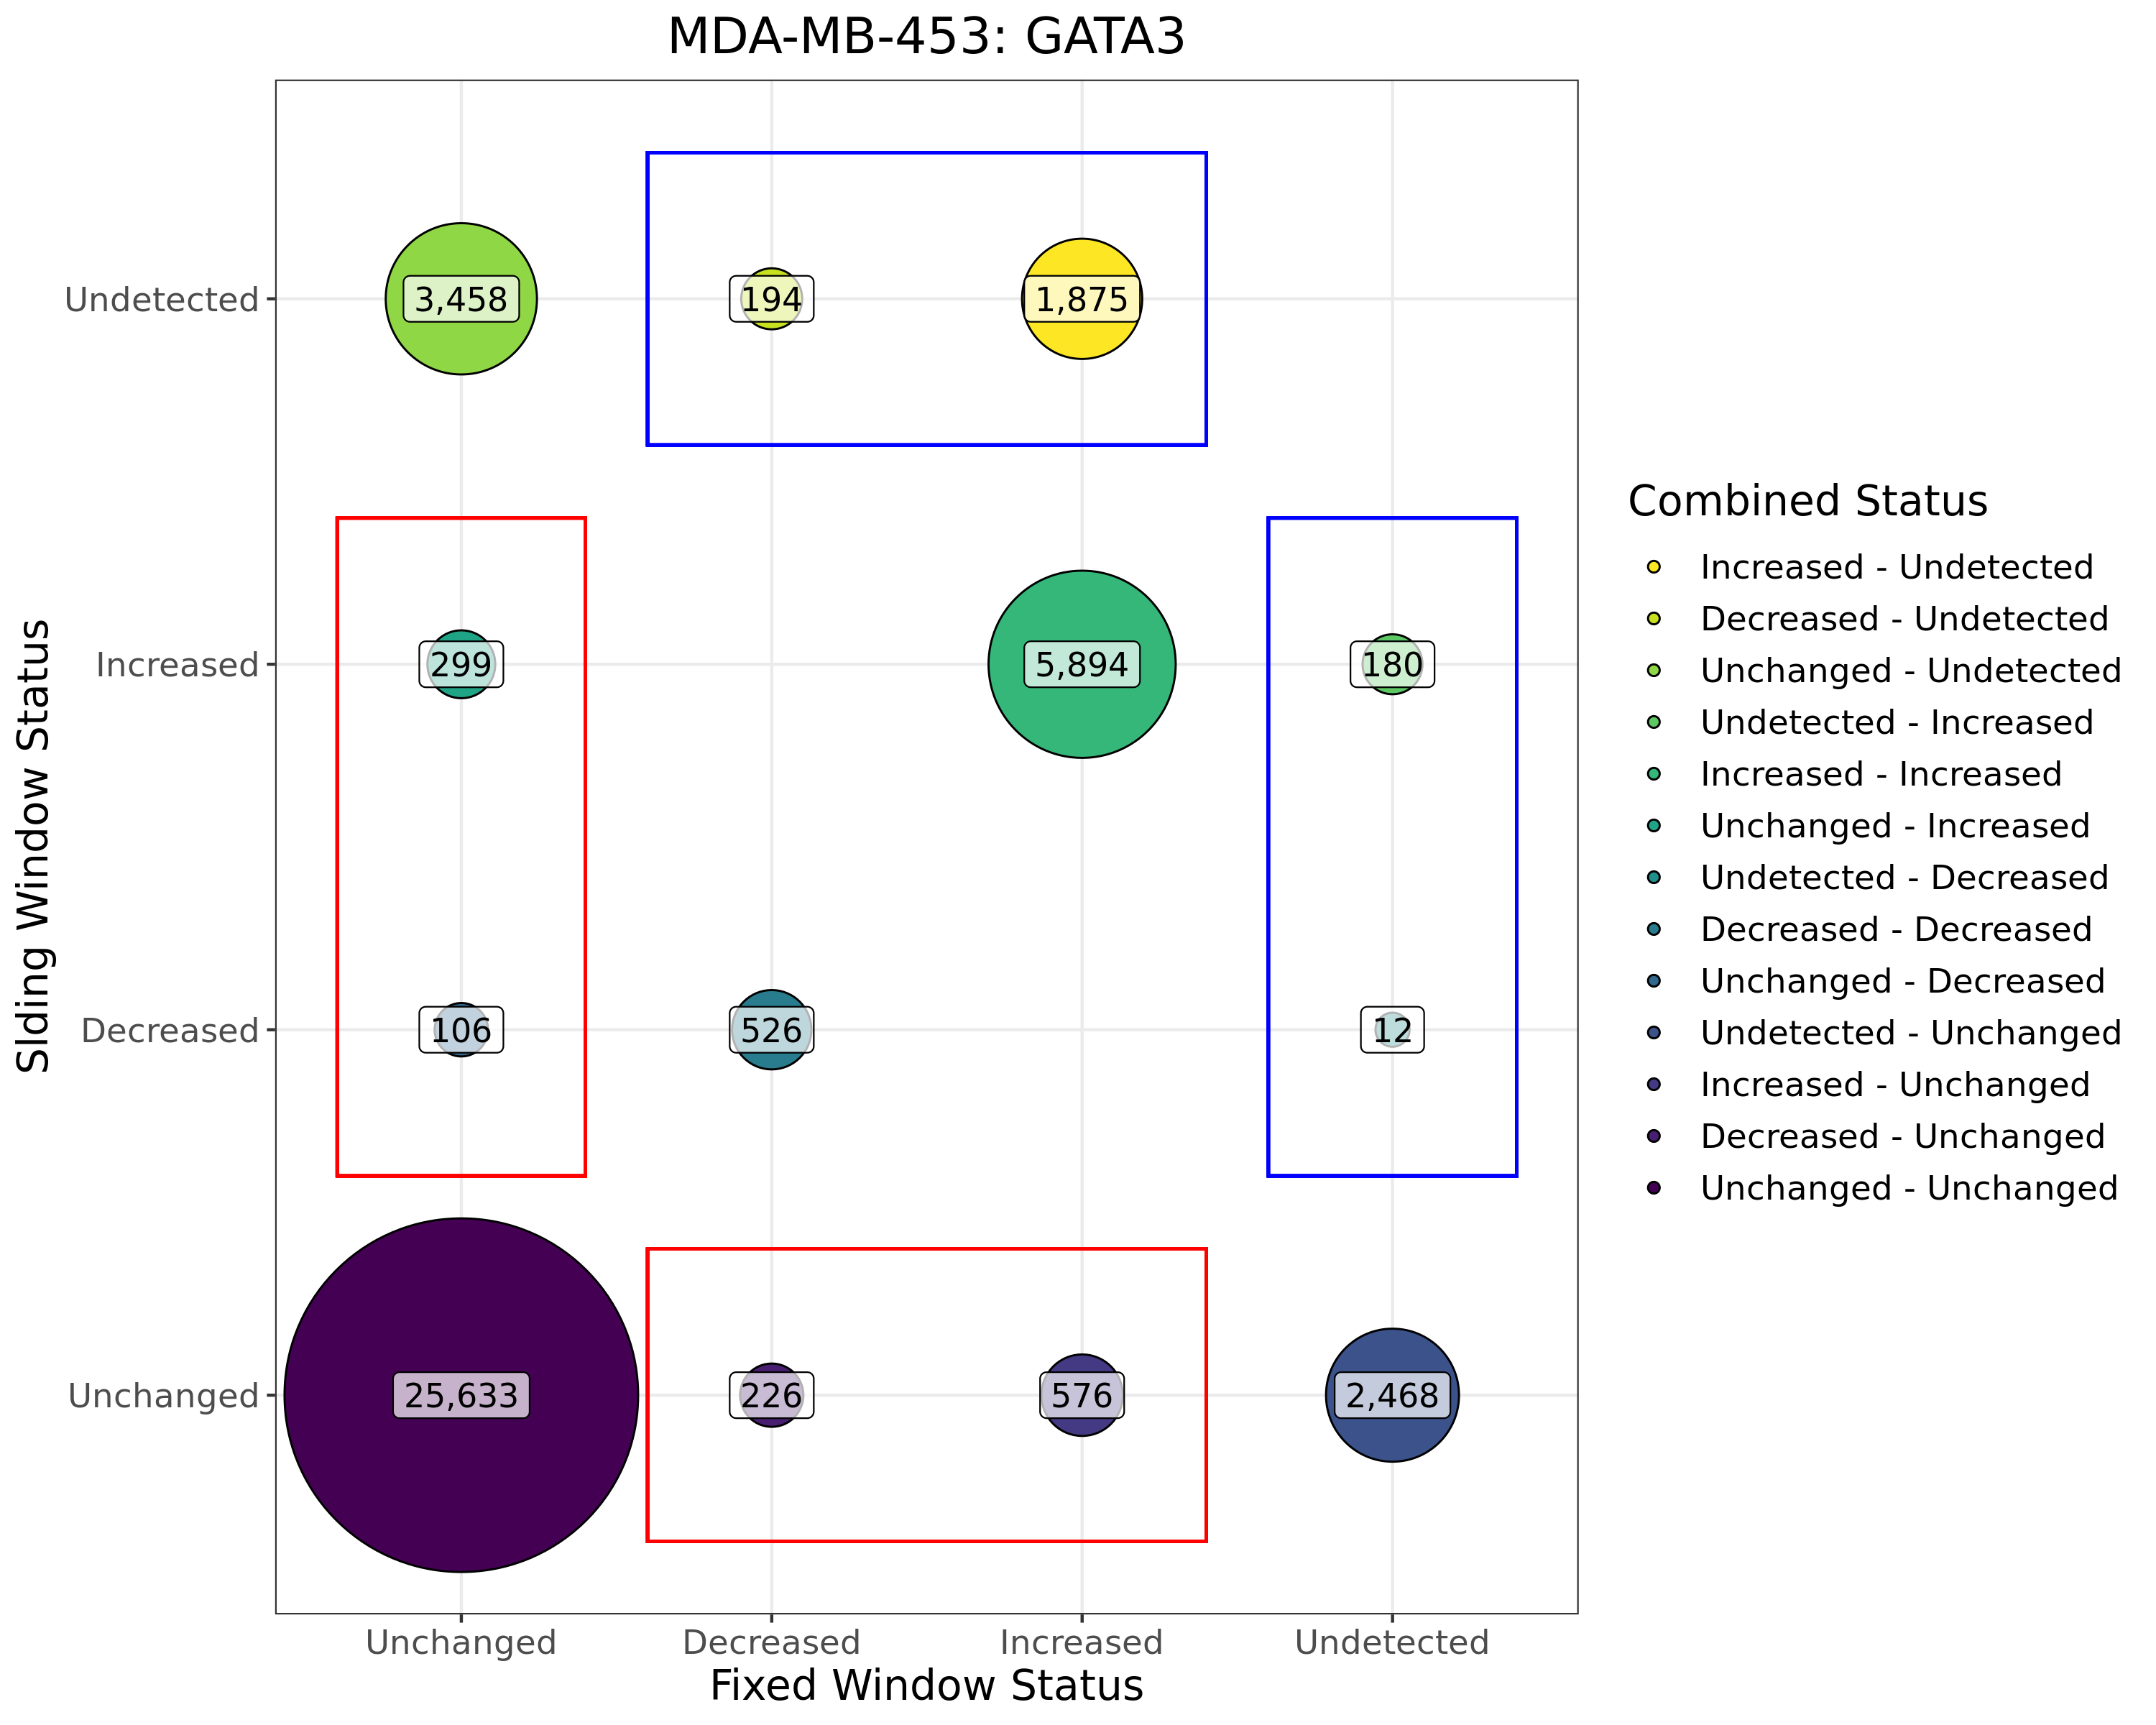 MDA-MB-453: GATA3
Slding Window Status
Undetected
Increased
Decreased
Unchanged
3,458
194
1,875
299
5,894
180
106
526
12
25,633
226
576
2,468
Unchanged
Decreased
Increased
Undetected
Fixed Window Status
Combined Status
Increased - Undetected
Decreased - Undetected
Unchanged - Undetected
Undetected - Increased
Increased - Increased
Unchanged - Increased
Undetected - Decreased
Decreased - Decreased
Unchanged - Decreased
Undetected - Unchanged
Increased - Unchanged
Decreased - Unchanged
Unchanged - Unchanged